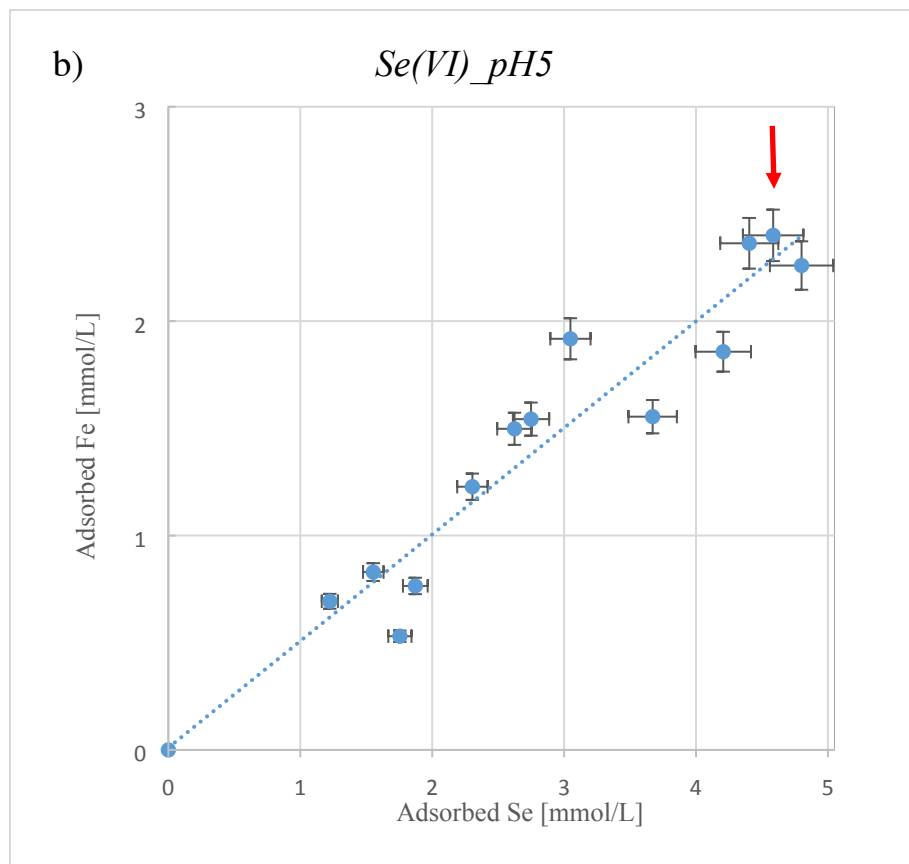 b)
Se(VI)_pH5
3
2
1
0
Adsorbed Fe [mmol/L]
0 1 2 3 4 5
Adsorbed Se [mmol/L]